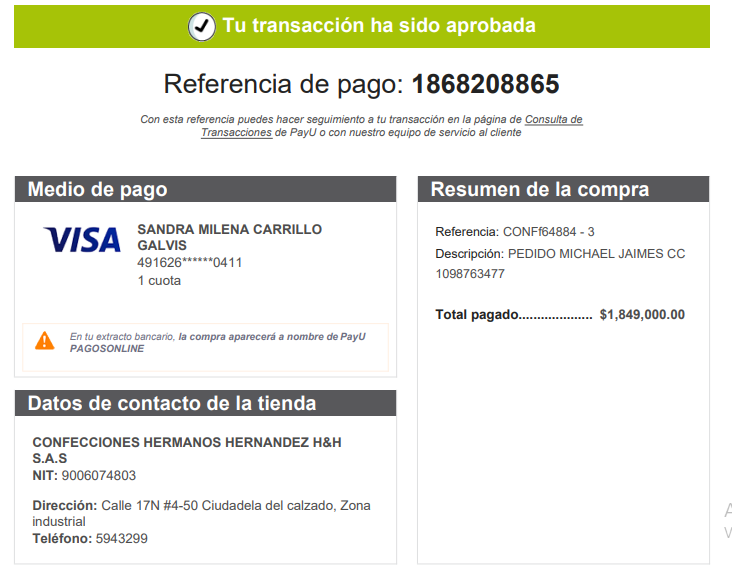 Tu transacción ha sido aprobada
Referencia de pago: 1868208865
Con esta referencia puedes hacer seguimiento a tu transacción en la página de Consulta de
Transacciones de PayU o con nuestro equipo de servicio al cliente
Medio de pago
VISA
SANDRA MILENA CARRILLO
GALVIS
491626******0411
1 cuota
En tu extracto bancario, la compra aparecerá a nombre de PayU
PAGOSONLINE
Datos de contacto de la tienda
CONFECCIONES HERMANOS HERNANDEZ H&H
S.A.S
NIT: 9006074803
Dirección: Calle 17N #4-50 Ciudadela del calzado, Zona
industrial
Teléfono: 5943299
Resumen de la compra
Referencia: CONFf64884 - 3
Descripción: PEDIDO MICHAEL JAIMES CC
1098763477
Total pagado.................... $1,849,000.00